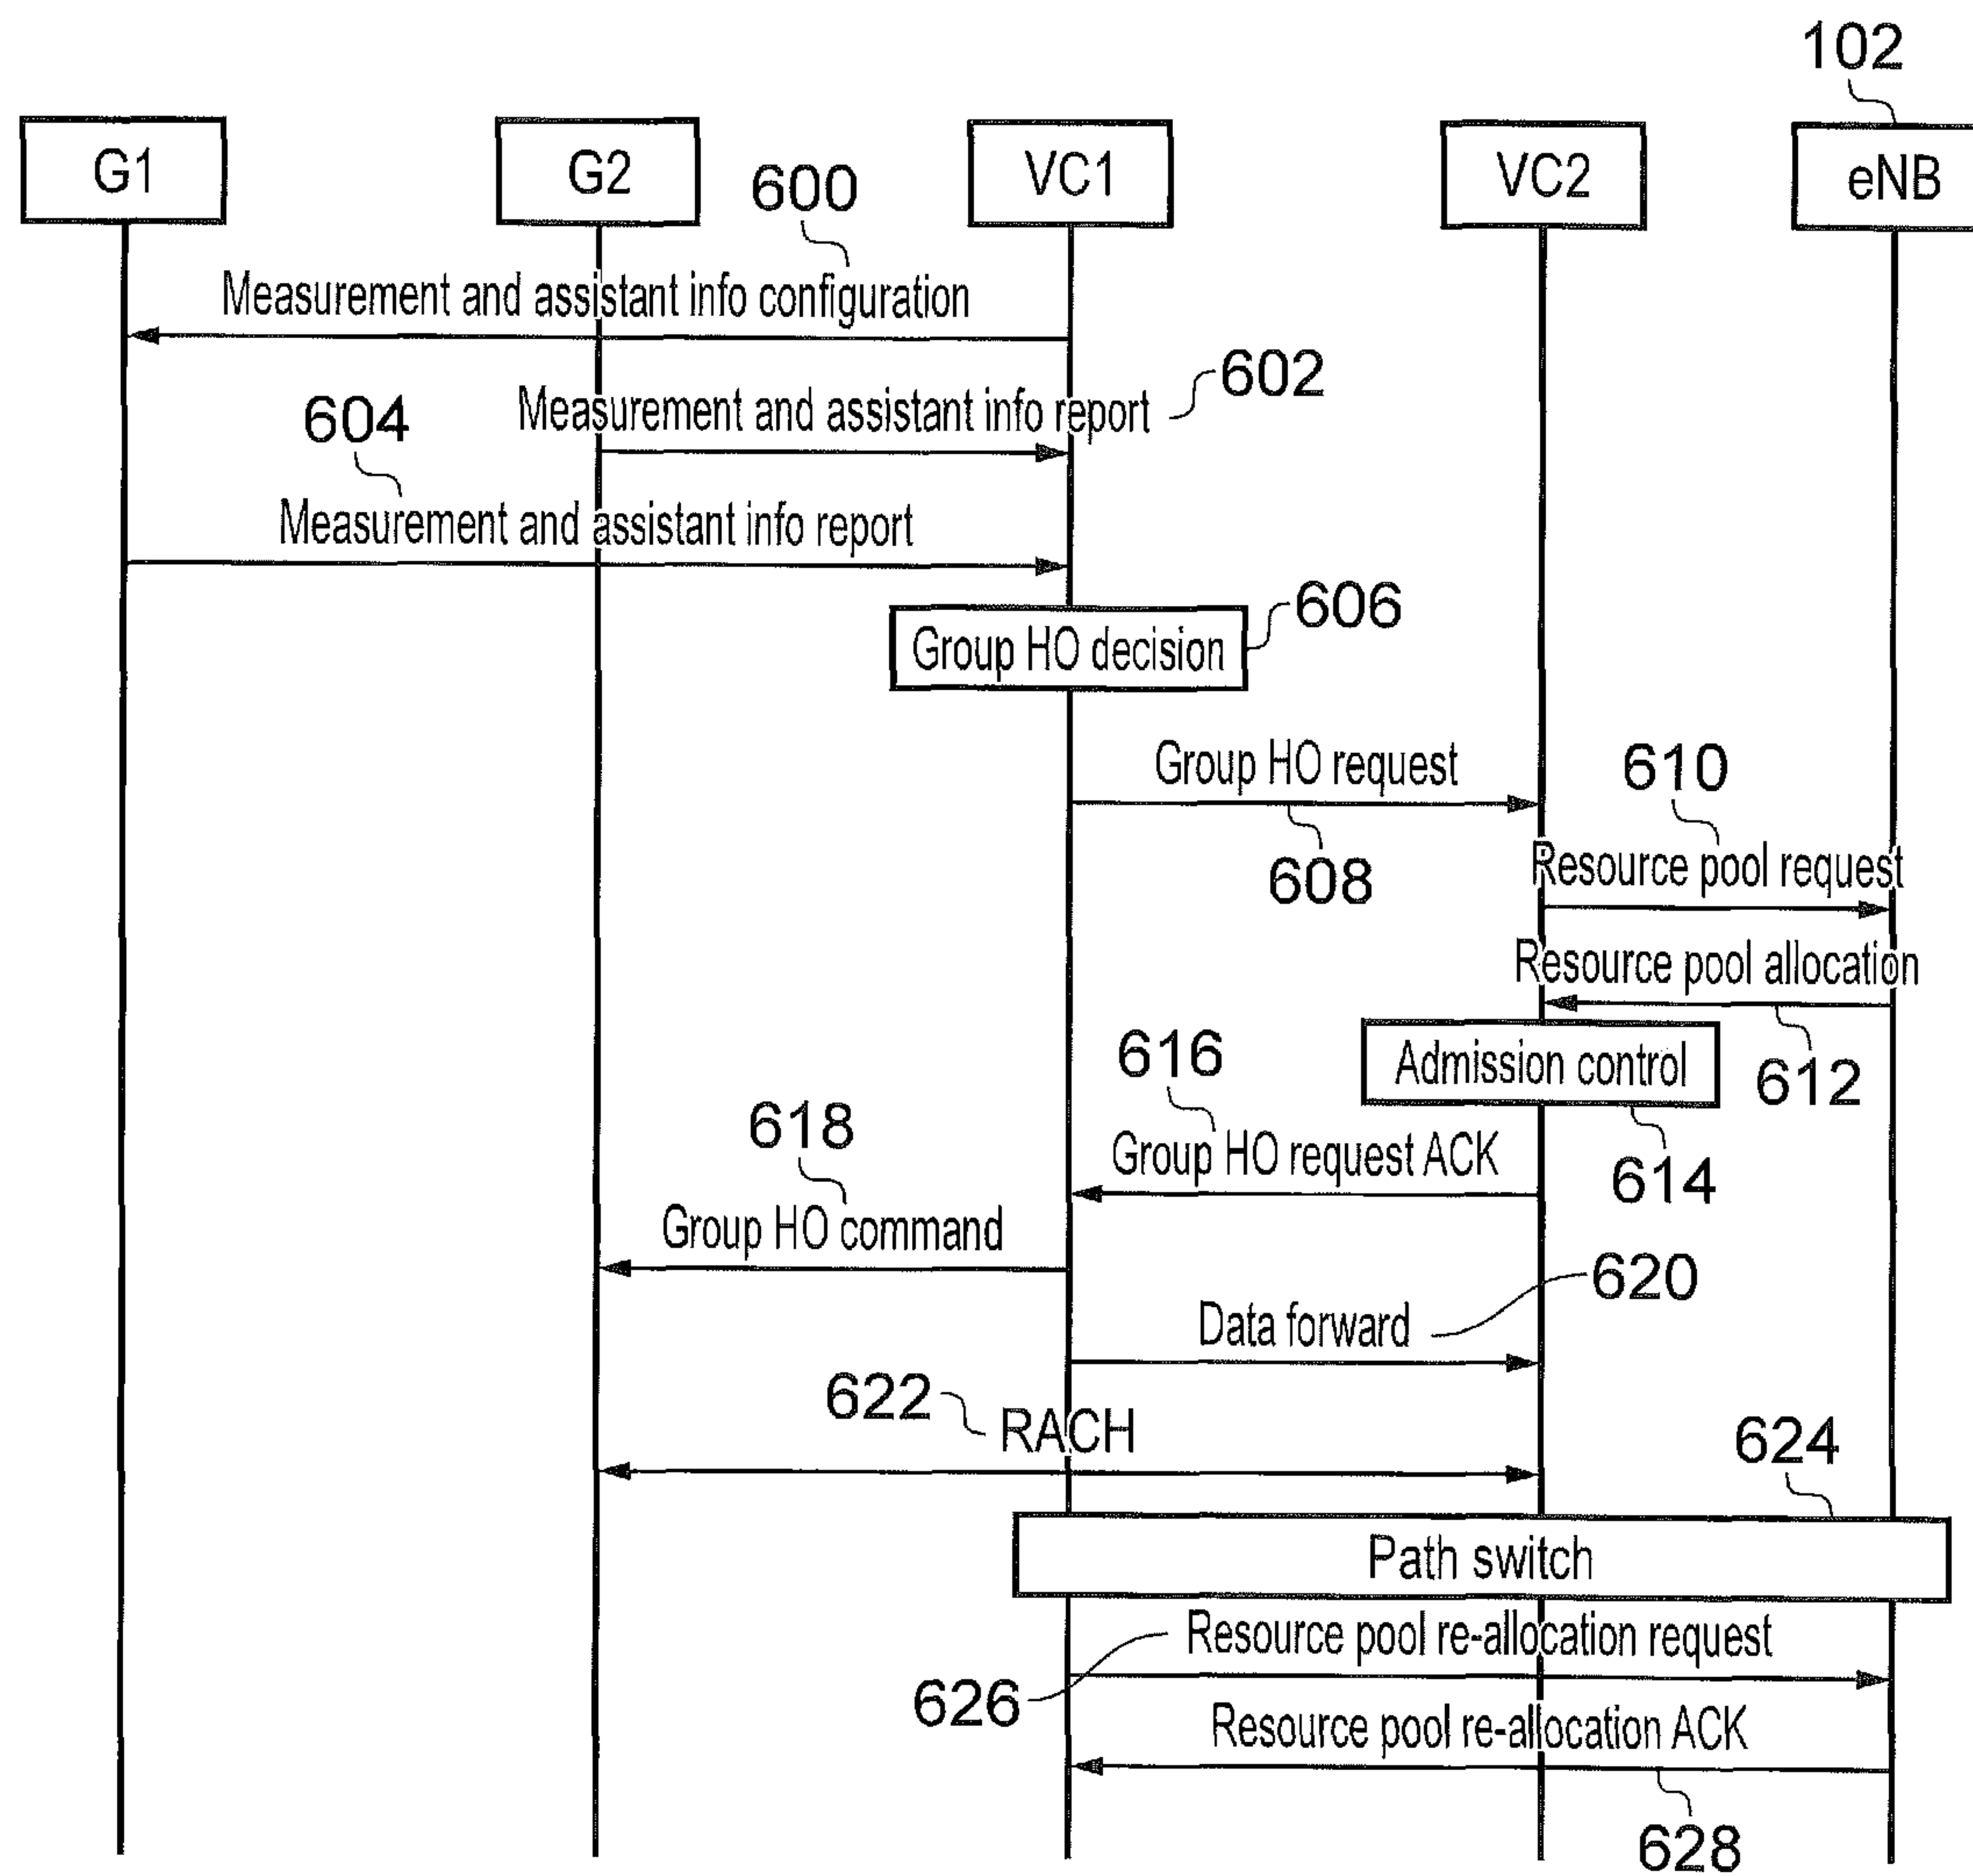 102
G1
G2
VC1
VC2
eNB
600
Measurement and assistant info configuration
602
Measurement and assistant info report
604
Measurement and assistant info report
606
Group HO decision
Group HO request
608
610
Resource pool request
Resource pool allocation
612
Admission control
614
616
Group HO request ACK
618
Group HO command
620
Data forward
622
RACH
624
Path switch
Resource pool re-allocation request
626
Resource pool re-allocation ACK
628